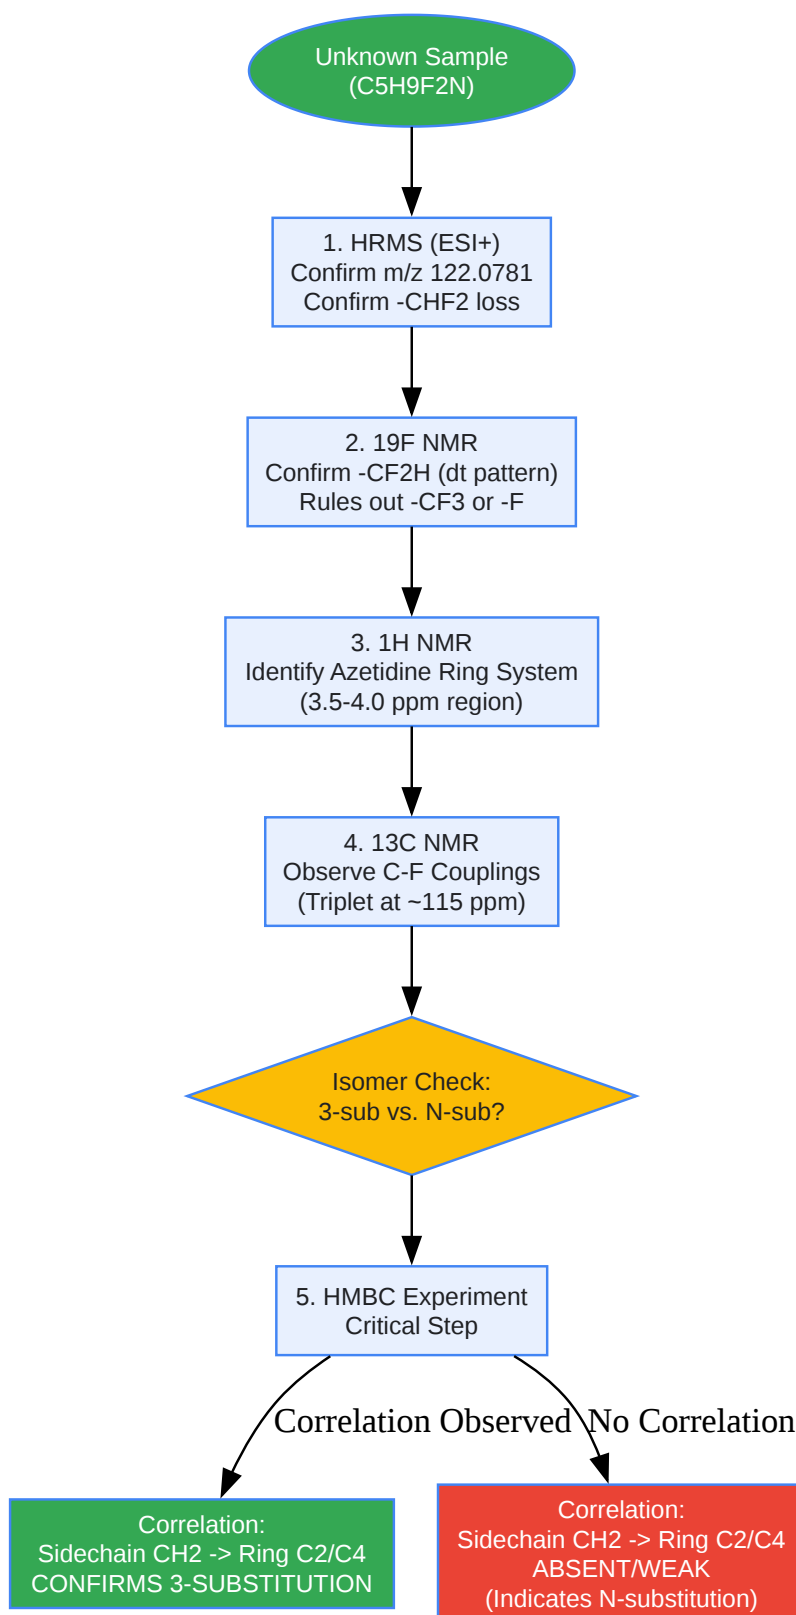 Unknown Sample
(C5H9F2N)
1. HRMS (ESI+)
Confirm m/z 122.0781
Confirm -CHF2 loss
2. 19F NMR
Confirm -CF2H (dt pattern)
Rules out -CF3 or -F
3. 1H NMR
Identify Azetidine Ring System
(3.5-4.0 ppm region)
4. 13C NMR
Observe C-F Couplings
(Triplet at ~115 ppm)
Isomer Check:
3-sub vs. N-sub?
5. HMBC Experiment
Critical Step
Correlation Observed
No Correlation
Correlation:
Sidechain CH2 -> Ring C2/C4
CONFIRMS 3-SUBSTITUTION
Correlation:
Sidechain CH2 -> Ring C2/C4
ABSENT/WEAK
(Indicates N-substitution)